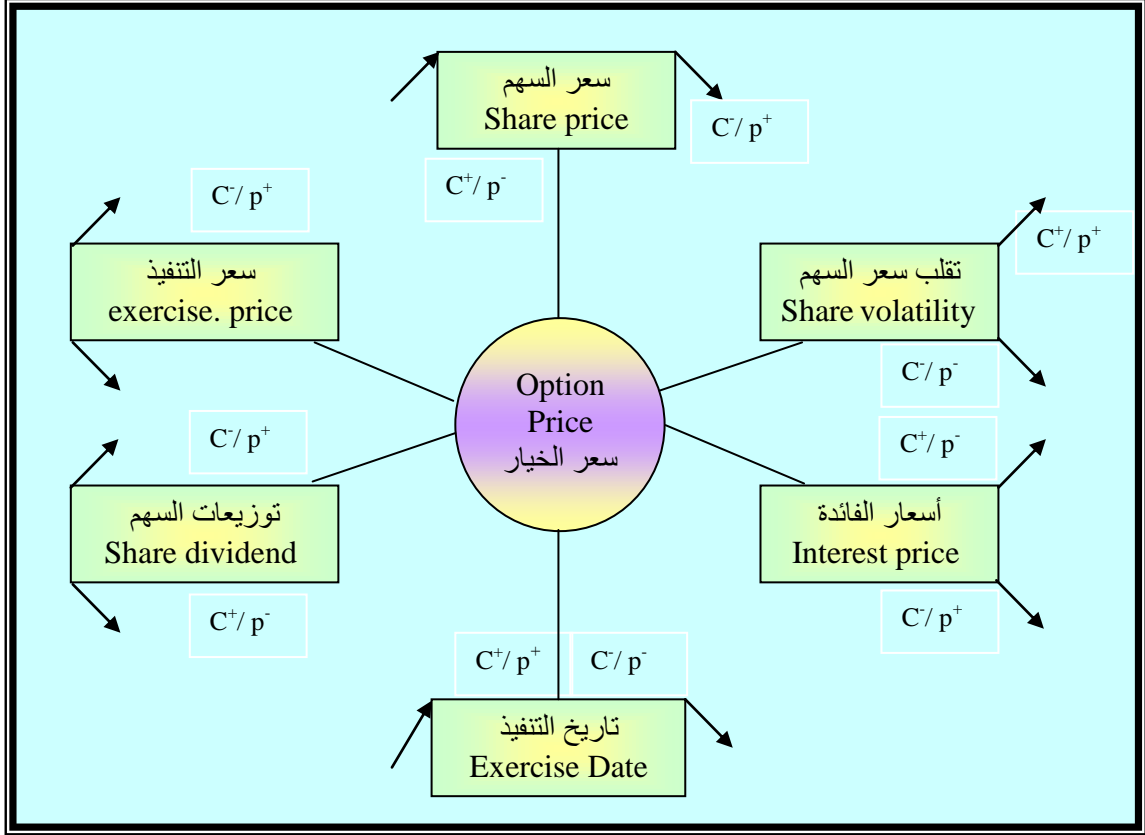 سعر السهم
Share price
C⁻/ p⁺
C⁺/ p⁻
C⁻/ p⁺
سعر التنفيذ
exercise. price
C⁺/ p⁺
تقلب سعر السهم
Share volatility
C⁻/ p⁻
Option
Price
سعر الخيار
C⁻/ p⁺
توزيعات السهم
Share dividend
C⁺/ p⁻
C⁺/ p⁻
أسعار الفائدة
Interest price
C⁻/ p⁺
C⁺/ p⁺
C⁻/ p⁻
تاريخ التنفيذ
Exercise Date